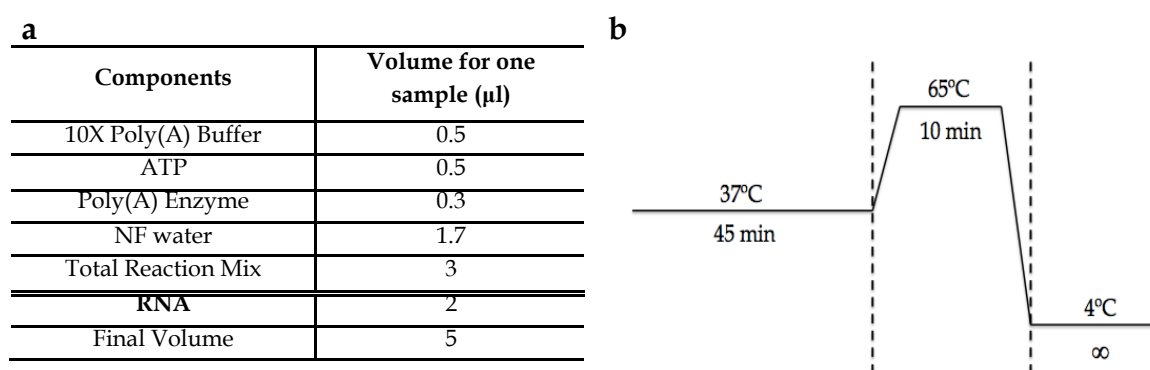 a
Components Volume for one
sample (µl)
10X Poly(A) Buffer 0.5
ATP 0.5
Poly(A) Enzyme 0.3
NF water 1.7
Total Reaction Mix 3
RNA 2
Final Volume 5
b
65ºC
10 min
37ºC
45 min
4ºC
∞